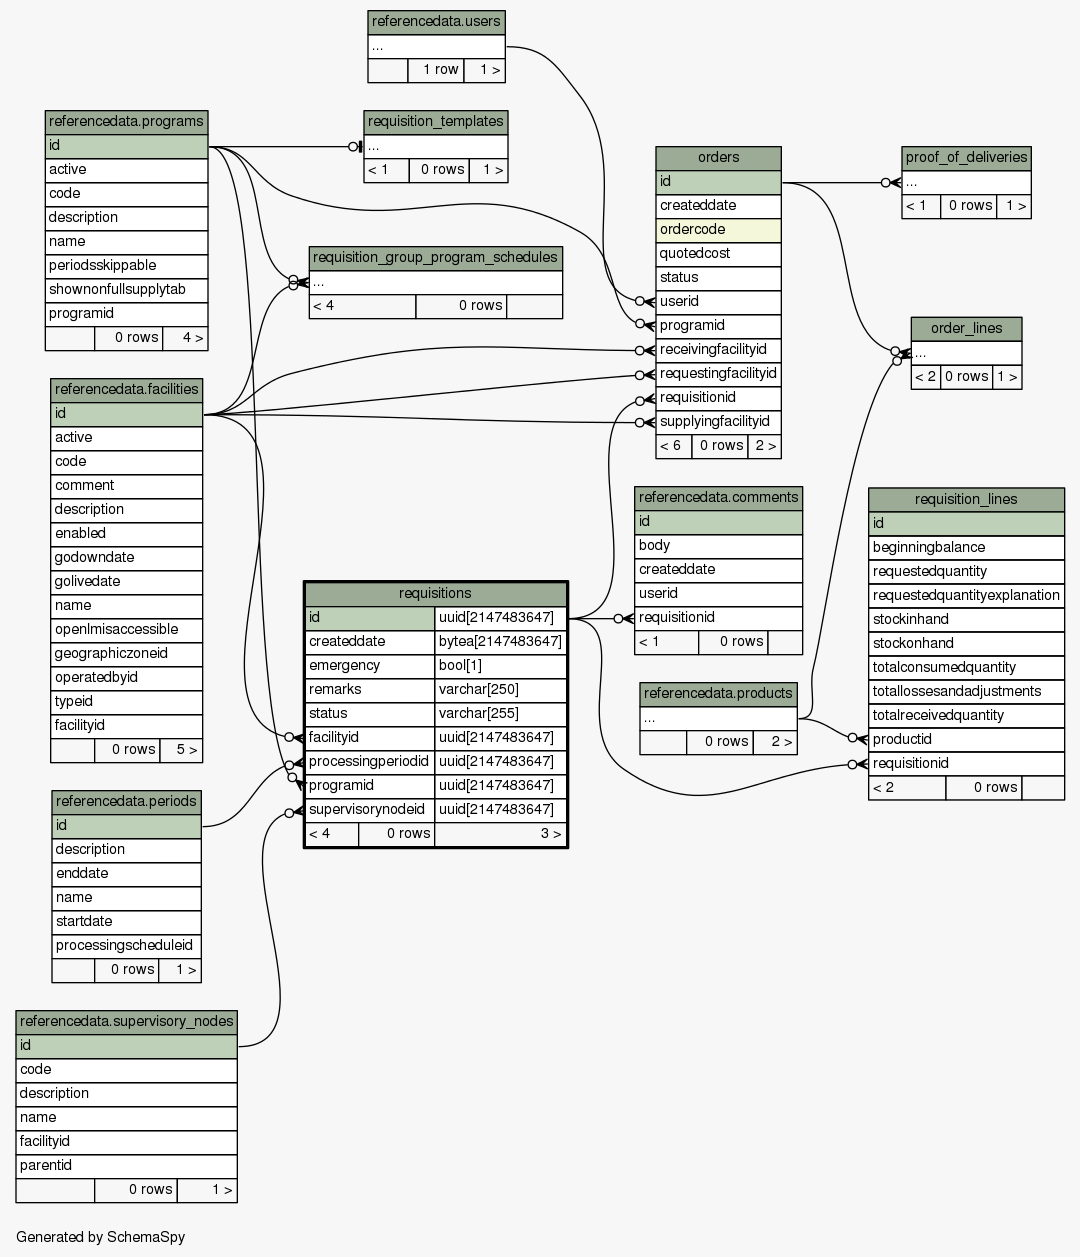 referencedata.users
...
1 row 1 >
referencedata.programs
id
active
code
description
name
periodsskippable
shownonfullsupplytab
programid
0 rows 4 >
requisition_templates
...
< 1 0 rows 1 >
requisition_group_program_schedules
...
< 4 0 rows
orders
id
createddate
ordercode
quotedcost
status
userid
programid
receivingfacilityid
requestingfacilityid
requisitionid
supplyingfacilityid
< 6 0 rows 2 >
proof_of_deliveries
...
< 1 0 rows 1 >
order_lines
...
< 2 0 rows 1 >
referencedata.facilities
id
active
code
comment
description
enabled
godowndate
golivedate
name
openlmisaccessible
geographiczoneid
operatedbyid
typeid
facilityid
0 rows 5 >
referencedata.comments
id
body
createddate
userid
requisitionid
< 1 0 rows
requisition_lines
id
beginningbalance
requestedquantity
requestedquantityexplanation
stockinhand
stockonhand
totalconsumedquantity
totallossesandadjustments
totalreceivedquantity
productid
requisitionid
< 2 0 rows
requisitions
id uuid[2147483647]
createddate bytea[2147483647]
emergency bool[1]
remarks varchar[250]
status varchar[255]
facilityid uuid[2147483647]
processingperiodid uuid[2147483647]
programid uuid[2147483647]
supervisorynodeid uuid[2147483647]
< 4 0 rows 3 >
referencedata.products
...
0 rows 2 >
referencedata.periods
id
description
enddate
name
startdate
processingscheduleid
0 rows 1 >
referencedata.supervisory_nodes
id
code
description
name
facilityid
parentid
0 rows 1 >
Generated by SchemaSpy